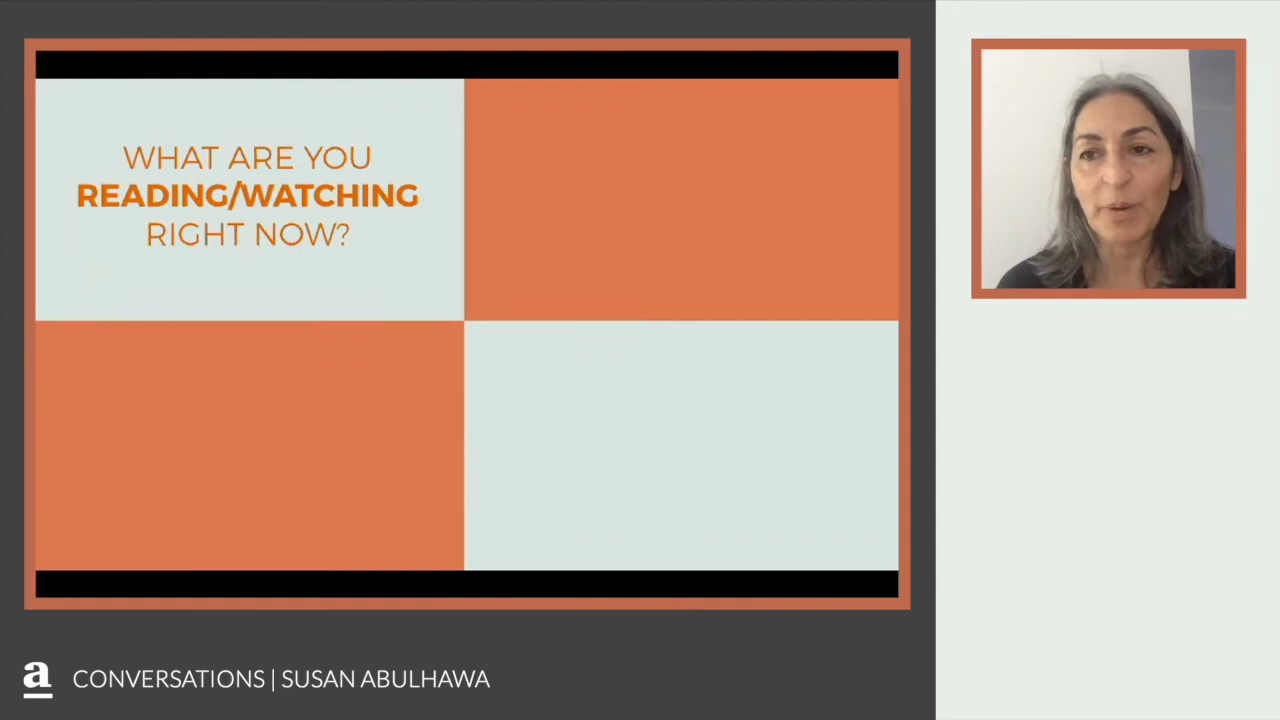 WHAT ARE YOU
READING/WATCHING
RIGHT NOW?
a CONVERSATIONS | SUSAN ABULHAWA